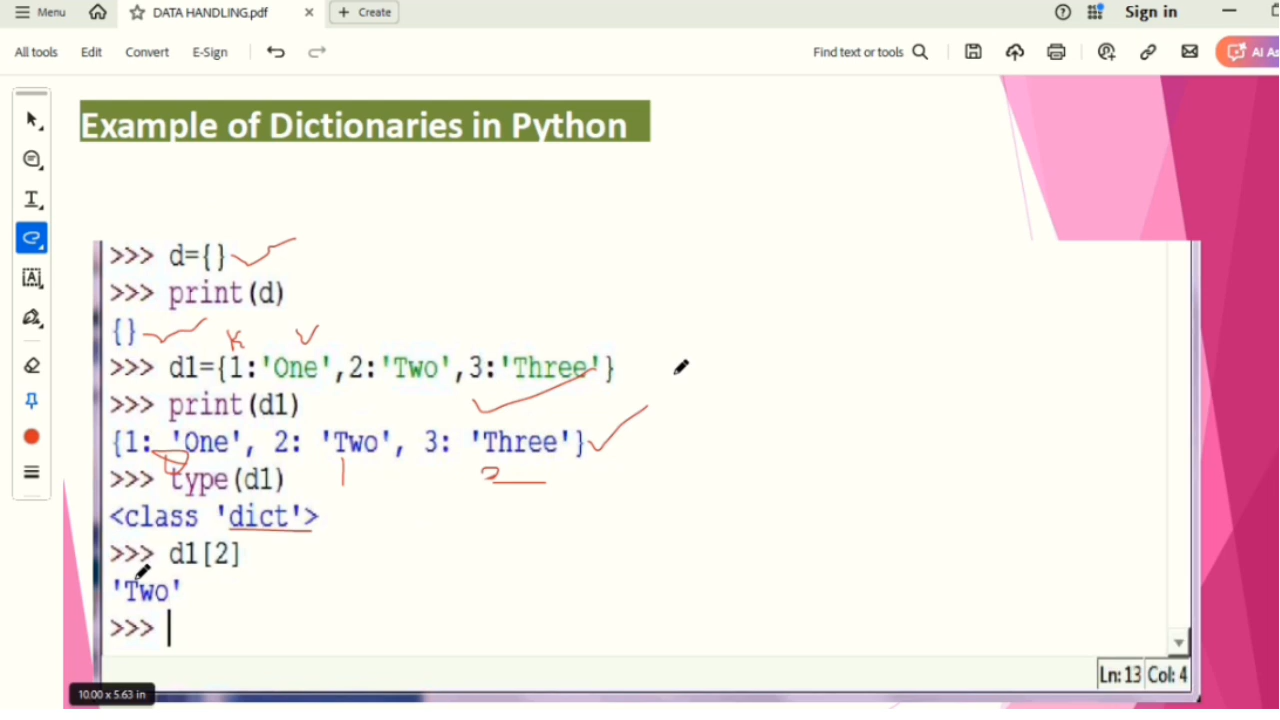 Menu
DATA HANDLING.pdf
×
+ Create
Sign in
All tools
Edit
Convert
E-Sign
Find text or tools
AI As
Example of Dictionaries in Python
>>> d={}
>>> print(d)
{}
K V
>>> d1={1:'One',2:'Two',3:'Three'}
>>> print(d1)
{1: 'One', 2: 'Two', 3: 'Three'}
>>> type(d1)
<class 'dict'>
>>> d1[2]
'Two'
>>>
Ln: 13 Col: 4
10.00 x 5.63 in